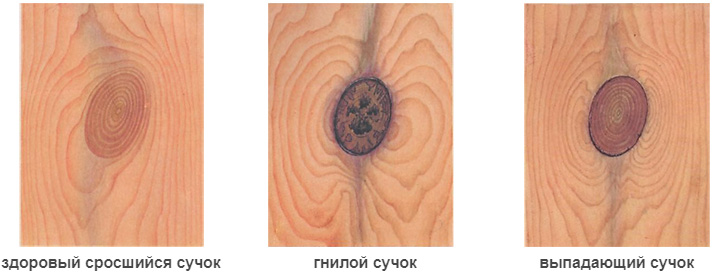 здоровый сросшийся сучок
гнилой сучок
выпадающий сучок